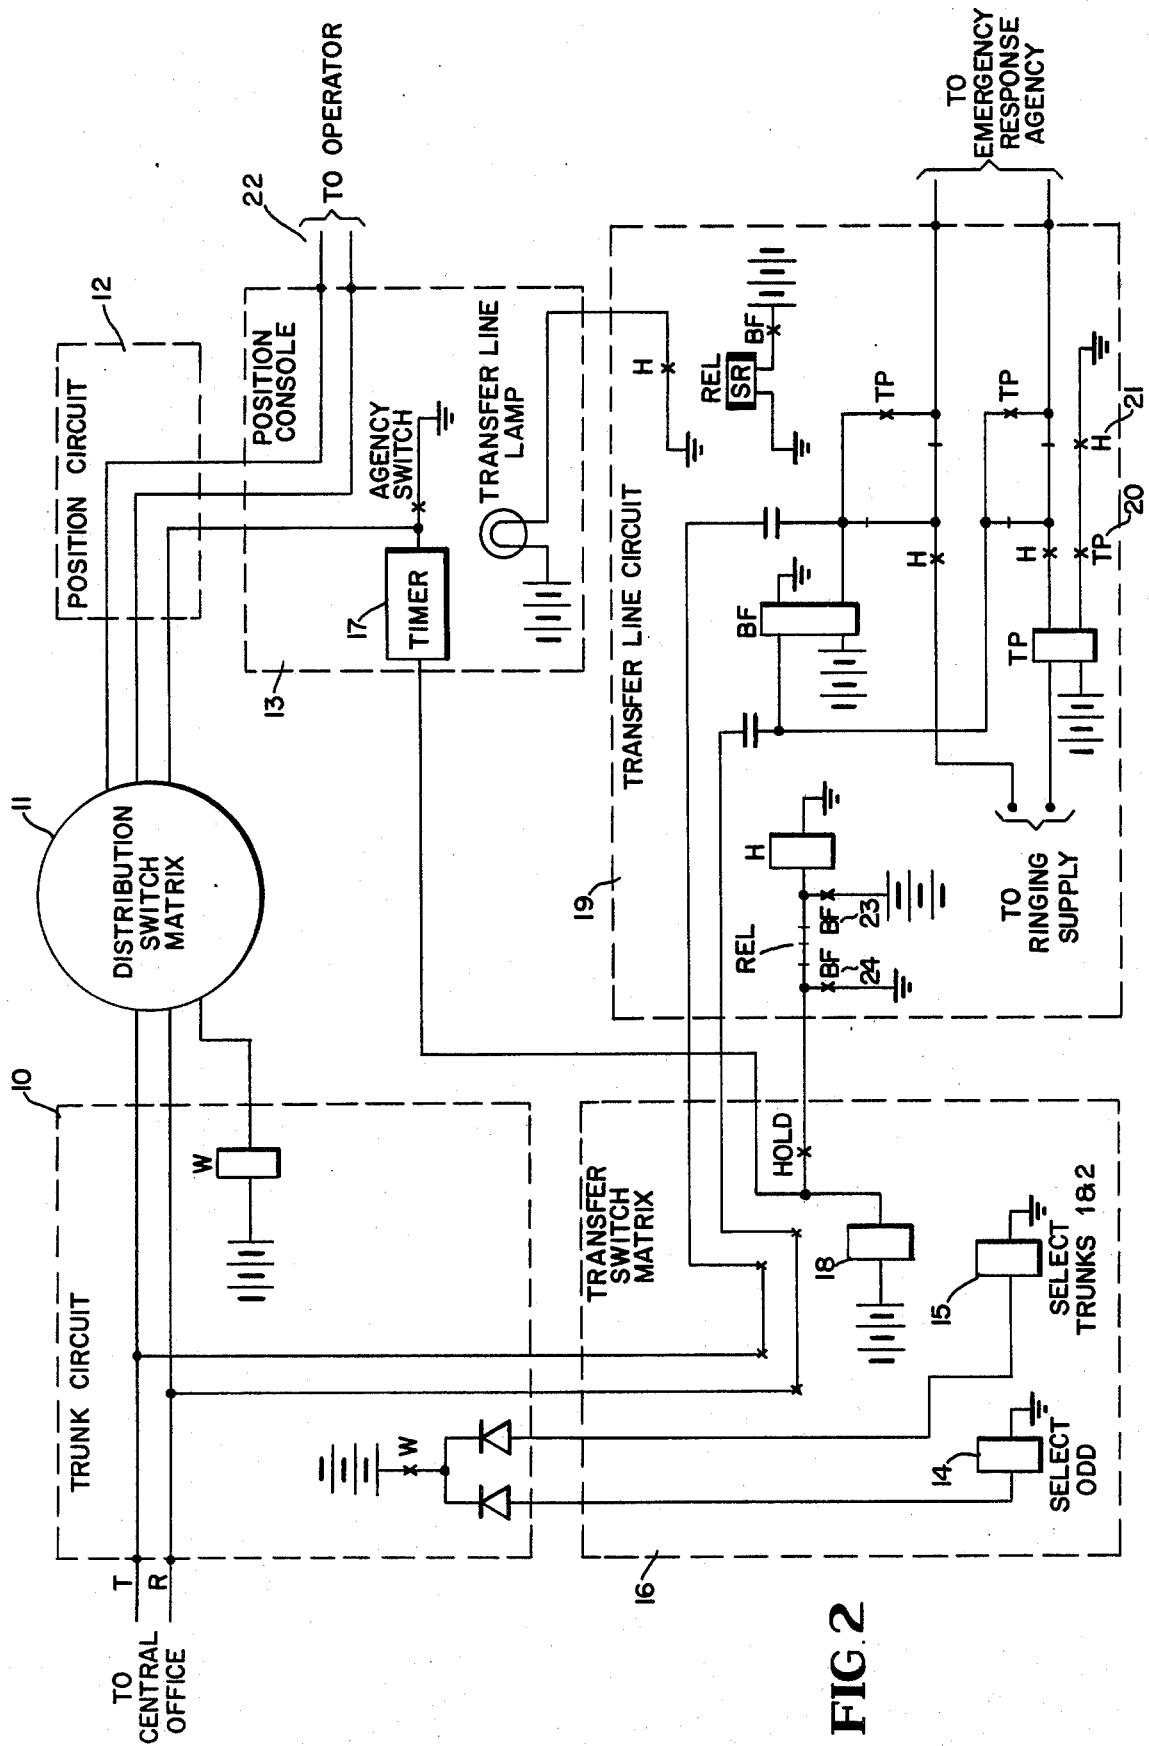 TO
CENTRAL
OFFICE
T
R
10
TRUNK CIRCUIT
W
W
11
DISTRIBUTION
SWITCH
MATRIX
12
POSITION CIRCUIT
13
POSITION
CONSOLE
17
TIMER
AGENCY
SWITCH
TRANSFER LINE
LAMP
22
TO OPERATOR
16
TRANSFER
SWITCH
MATRIX
HOLD
18
14
SELECT
ODD
15
SELECT
TRUNKS 1&2
19
TRANSFER LINE CIRCUIT
H
REL
SR
BF
REL
BF
24
BF
23
H
BF
TP
TP
H
H
TP
TP
20
H
21
TO
RINGING
SUPPLY
TO
EMERGENCY
RESPONSE
AGENCY
FIG. 2